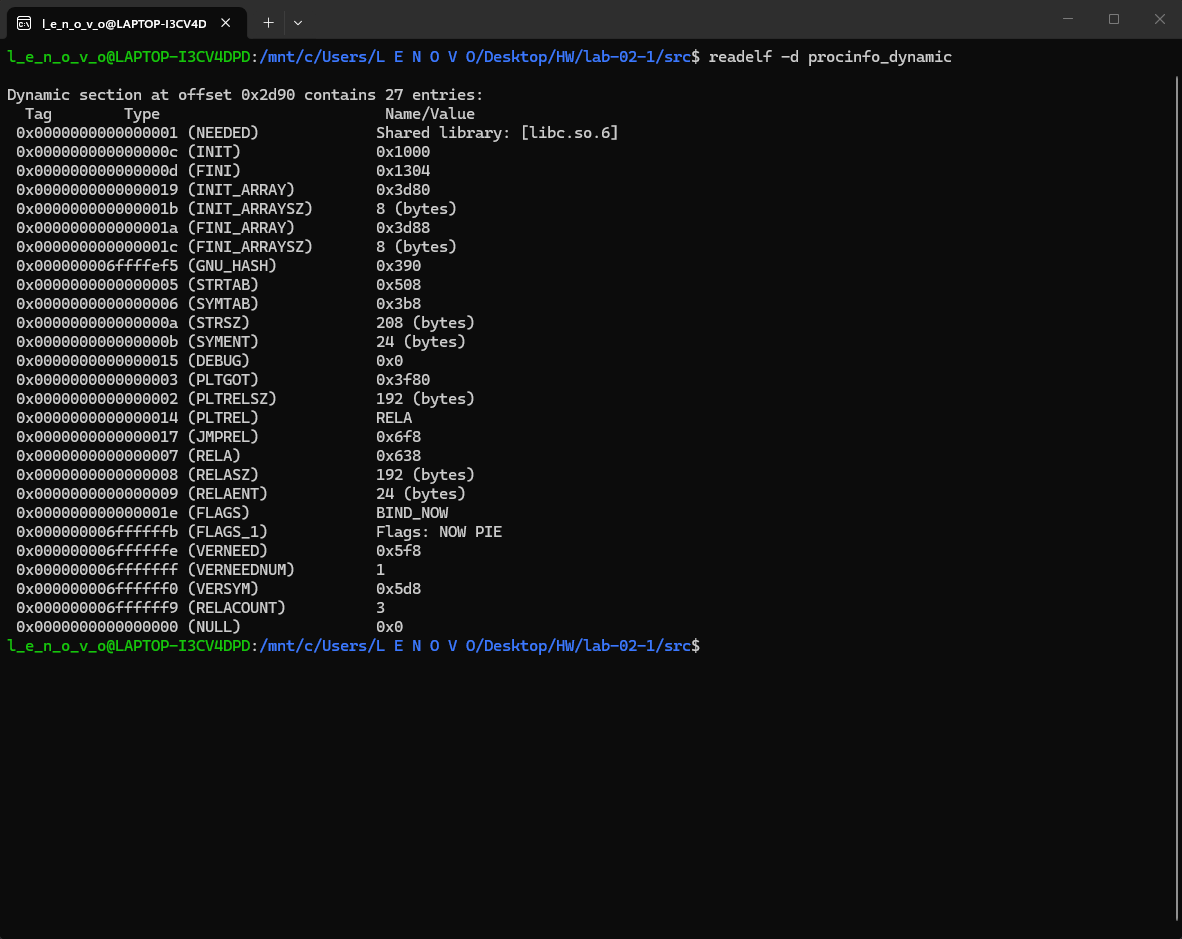 l_e_n_o_v_o@LAPTOP-I3CV4D
l_e_n_o_v_o@LAPTOP-I3CV4DPD:/mnt/c/Users/L E N O V O/Desktop/HW/lab-02-1/src$ readelf -d procinfo_dynamic
Dynamic section at offset 0x2d90 contains 27 entries:
Tag Type Name/Value
0x0000000000000001 (NEEDED) Shared library: [libc.so.6]
0x000000000000000c (INIT) 0x1000
0x000000000000000d (FINI) 0x1304
0x0000000000000019 (INIT_ARRAY) 0x3d80
0x000000000000001b (INIT_ARRAYSZ) 8 (bytes)
0x000000000000001a (FINI_ARRAY) 0x3d88
0x000000000000001c (FINI_ARRAYSZ) 8 (bytes)
0x000000006ffffef5 (GNU_HASH) 0x390
0x0000000000000005 (STRTAB) 0x508
0x0000000000000006 (SYMTAB) 0x3b8
0x000000000000000a (STRSZ) 208 (bytes)
0x000000000000000b (SYMENT) 24 (bytes)
0x0000000000000015 (DEBUG) 0x0
0x0000000000000003 (PLTGOT) 0x3f80
0x0000000000000002 (PLTRELSZ) 192 (bytes)
0x0000000000000014 (PLTREL) RELA
0x0000000000000017 (JMPREL) 0x6f8
0x0000000000000007 (RELA) 0x638
0x0000000000000008 (RELASZ) 192 (bytes)
0x0000000000000009 (RELAENT) 24 (bytes)
0x000000000000001e (FLAGS) BIND_NOW
0x000000006ffffffb (FLAGS_1) Flags: NOW PIE
0x000000006ffffffe (VERNEED) 0x5f8
0x000000006fffffff (VERNEEDNUM) 1
0x000000006ffffff0 (VERSYM) 0x5d8
0x000000006ffffff9 (RELACOUNT) 3
0x0000000000000000 (NULL) 0x0
l_e_n_o_v_o@LAPTOP-I3CV4DPD:/mnt/c/Users/L E N O V O/Desktop/HW/lab-02-1/src$